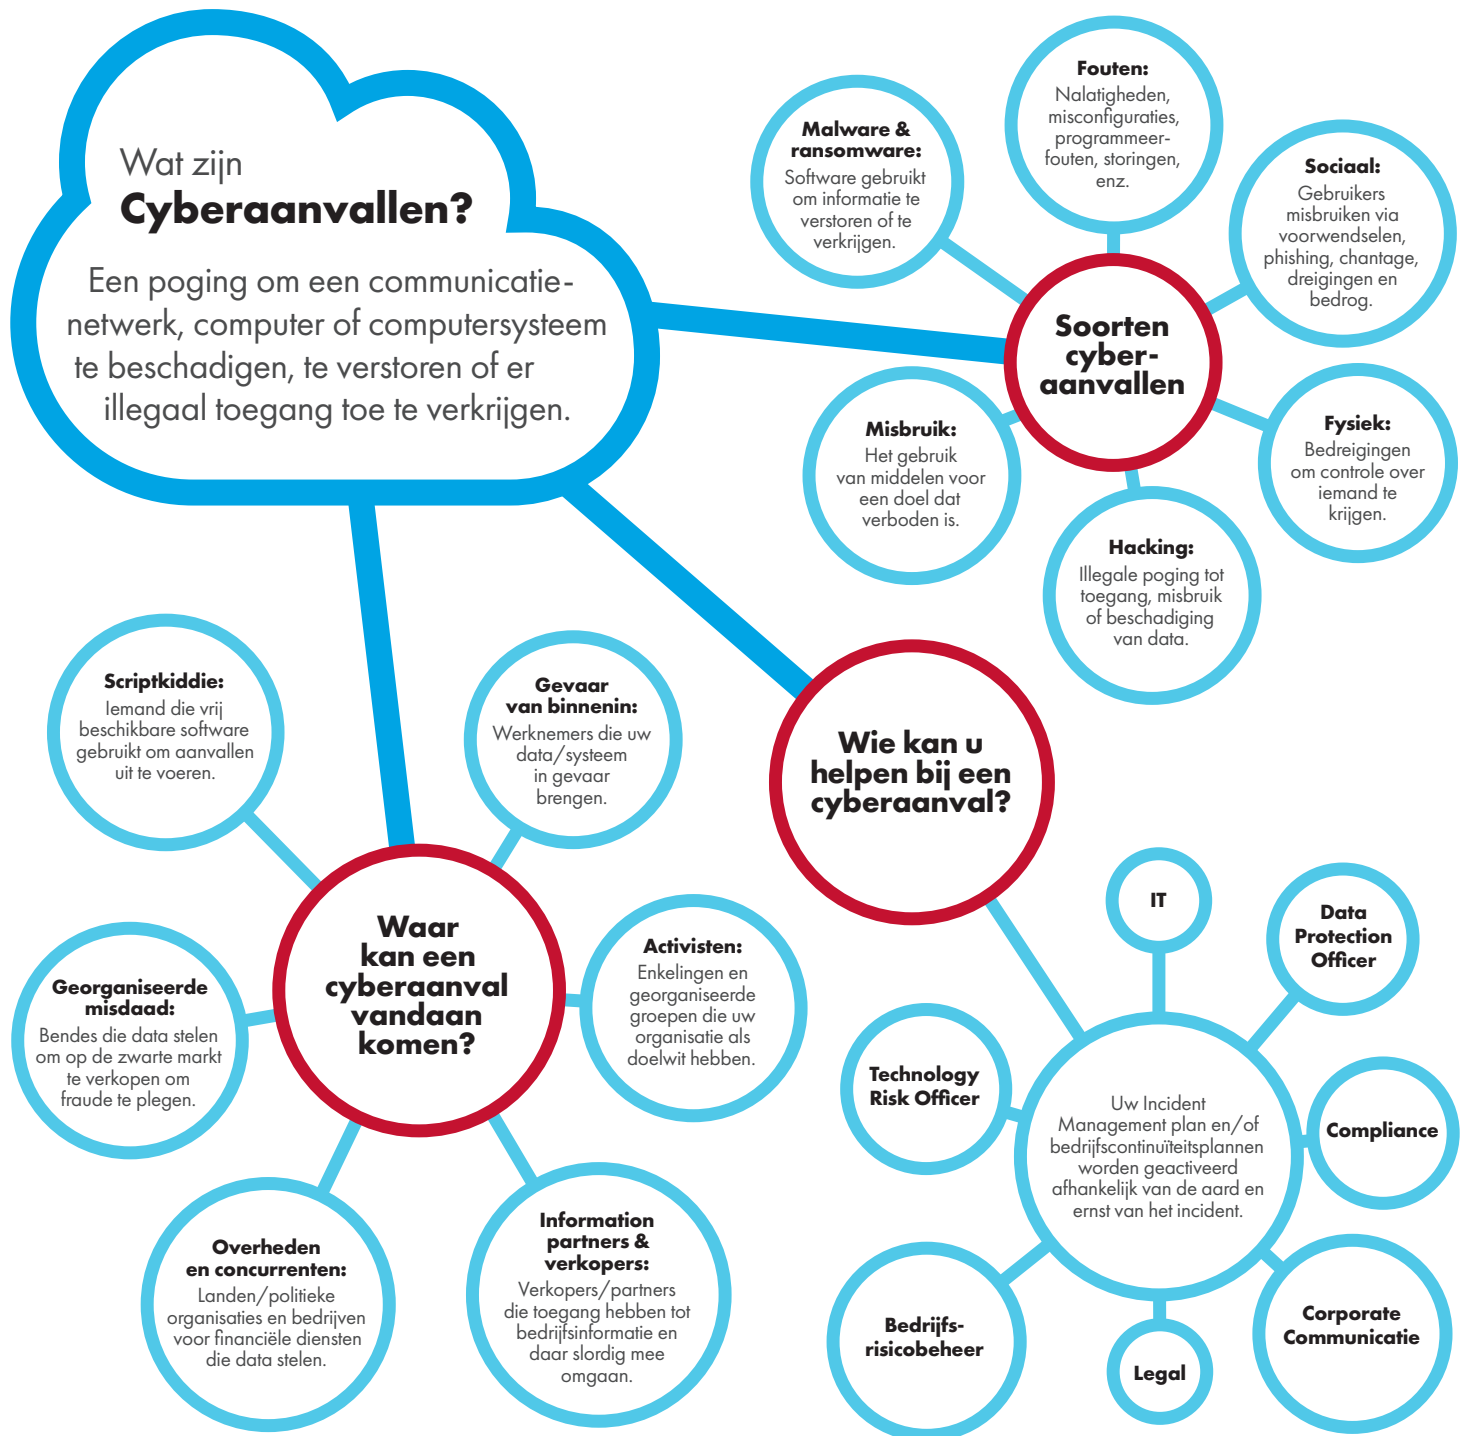 Wat zijn
Cyberaanvallen?
Een poging om een communicatie-
netwerk, computer of computersysteem
te beschadigen, te verstoren of er
illegaal toegang toe te verkrijgen.
Soorten
cyber-
aanvallen
Malware &
ransomware:
Software gebruikt
om informatie te
verstoren of te
verkrijgen.
Fouten:
Nalatigheden,
misconfiguraties,
programmeer-
fouten, storingen,
enz.
Sociaal:
Gebruikers
misbruiken via
voorwendselen,
phishing, chantage,
dreigingen en
bedrog.
Fysiek:
Bedreigingen
om controle over
iemand te
krijgen.
Hacking:
Illegale poging tot
toegang, misbruik
of beschadiging
van data.
Misbruik:
Het gebruik
van middelen voor
een doel dat
verboden is.
Waar
kan een
cyberaanval
vandaan
komen?
Scriptkiddie:
Iemand die vrij
beschikbare software
gebruikt om aanvallen
uit te voeren.
Gevaar
van binnenin:
Werknemers die uw
data/systeem
in gevaar
brengen.
Activisten:
Enkelingen en
georganiseerde
groepen die uw
organisatie als
doelwit hebben.
Information
partners &
verkopers:
Verkopers/partners
die toegang hebben tot
bedrijfsinformatie en
daar slordig mee
omgaan.
Overheden
en concurrenten:
Landen/politieke
organisaties en bedrijven
voor financiële diensten
die data stelen.
Georganiseerde
misdaad:
Bendes die data stelen
om op de zwarte markt
te verkopen om
fraude te plegen.
Wie kan u
helpen bij een
cyberaanval?
Uw Incident
Management plan en/of
bedrijfscontinuïteitsplannen
worden geactiveerd
afhankelijk van de aard en
ernst van het incident.
IT
Data
Protection
Officer
Compliance
Corporate
Communicatie
Legal
Bedrijfs-
risicobeheer
Technology
Risk Officer